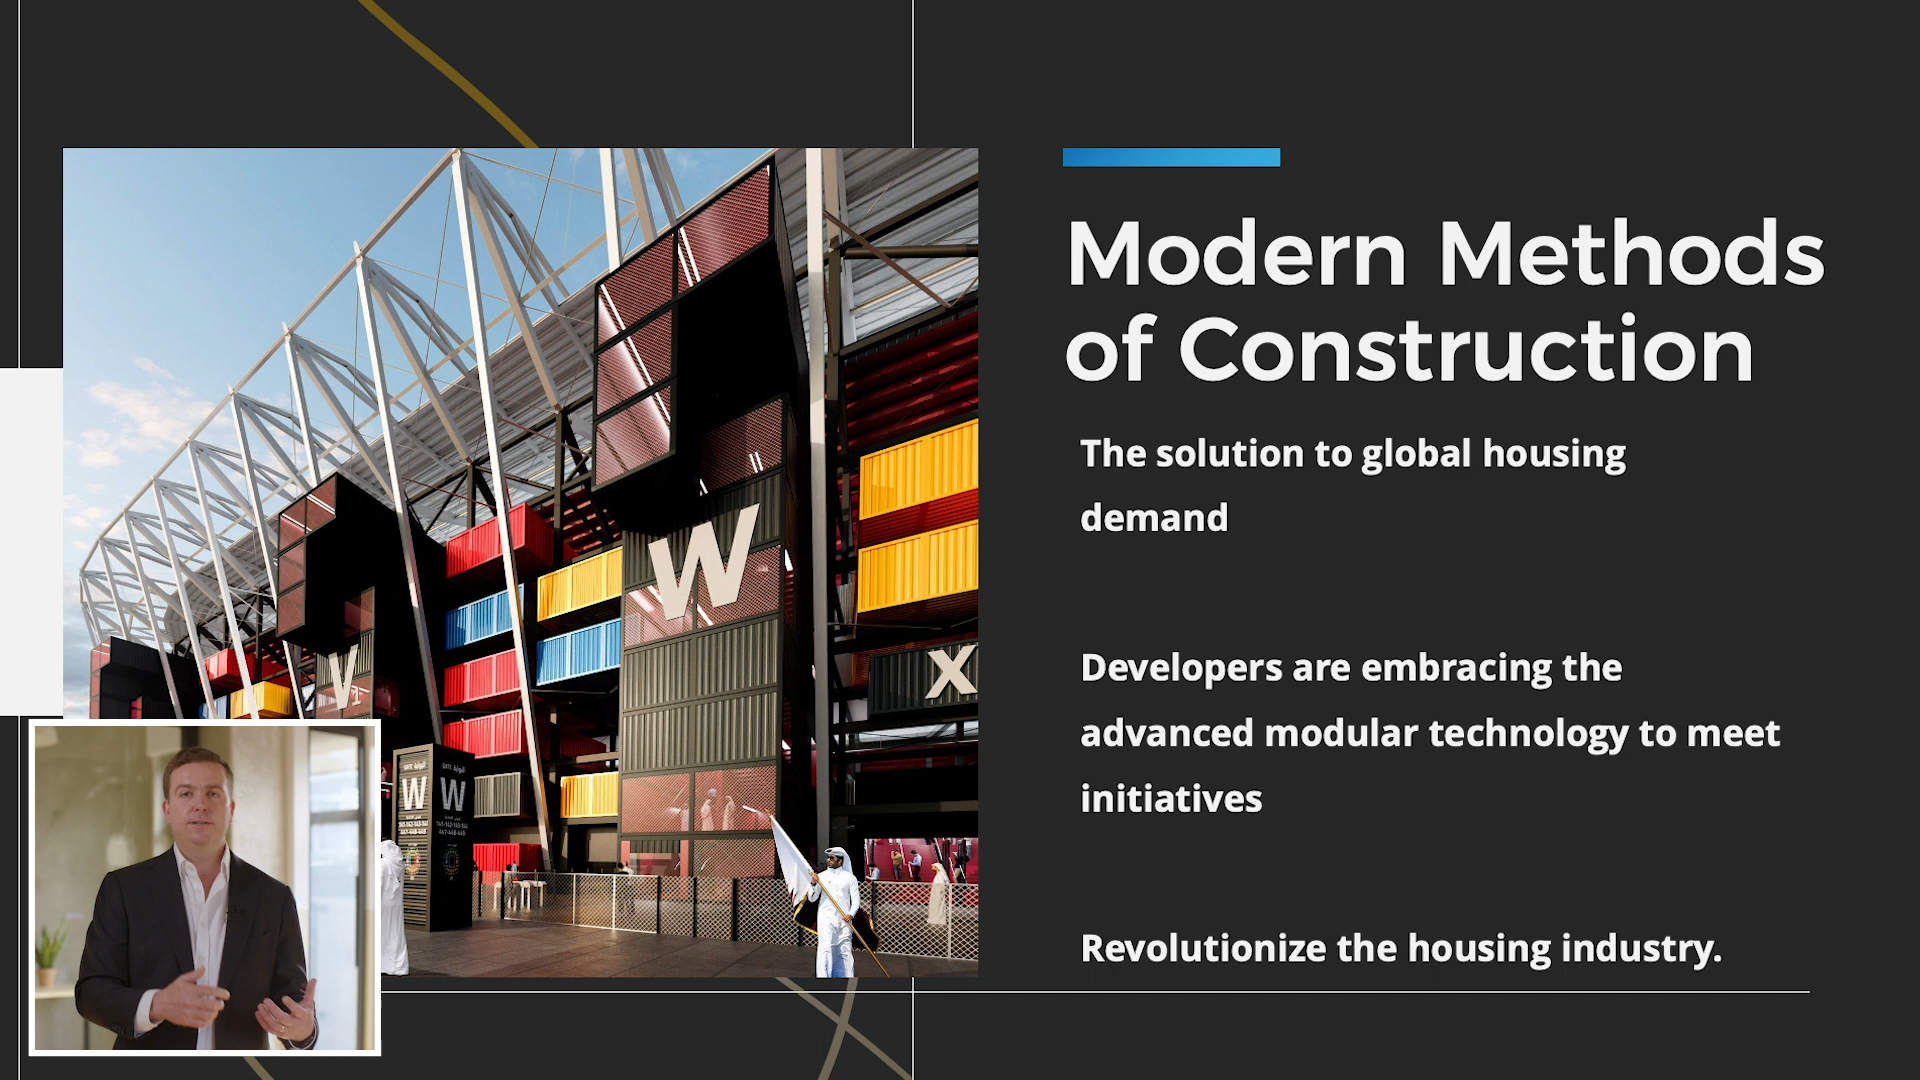 Modern Methods
of Construction
The solution to global housing
demand
Developers are embracing the
advanced modular technology to meet
initiatives
Revolutionize the housing industry.
W
V
1
X
W
W